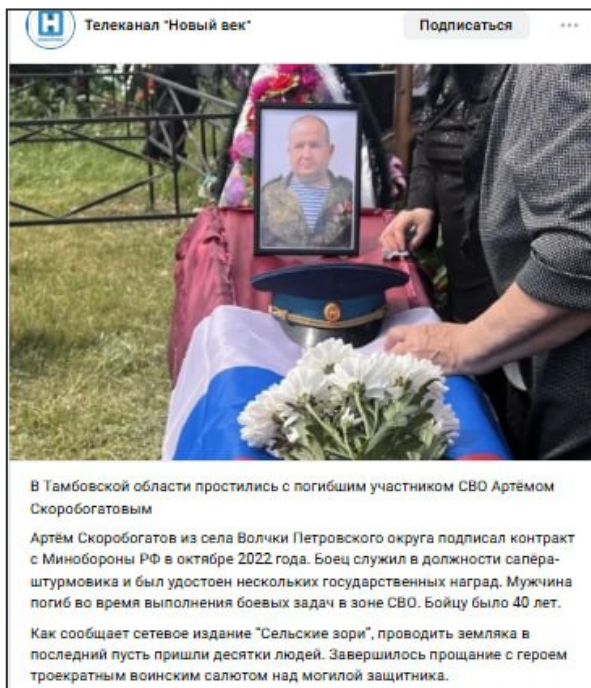 Телеканал "Новый век"
Подписаться
В Тамбовской области простились с погибшим участником СВО Артёмом
Скоробогатовым
Артём Скоробогатов из села Волчки Петровского округа подписал контракт
с Минобороны РФ в октябре 2022 года. Боец служил в должности сапёра-
штурмовика и был удостоен нескольких государственных наград. Мужчина
погиб во время выполнения боевых задач в зоне СВО. Бойцу было 40 лет.
Как сообщает сетевое издание "Сельские зори", проводить земляка в
последний пусть пришли десятки людей. Завершилось прощание с героем
троекратным воинским салютом над могилой защитника.